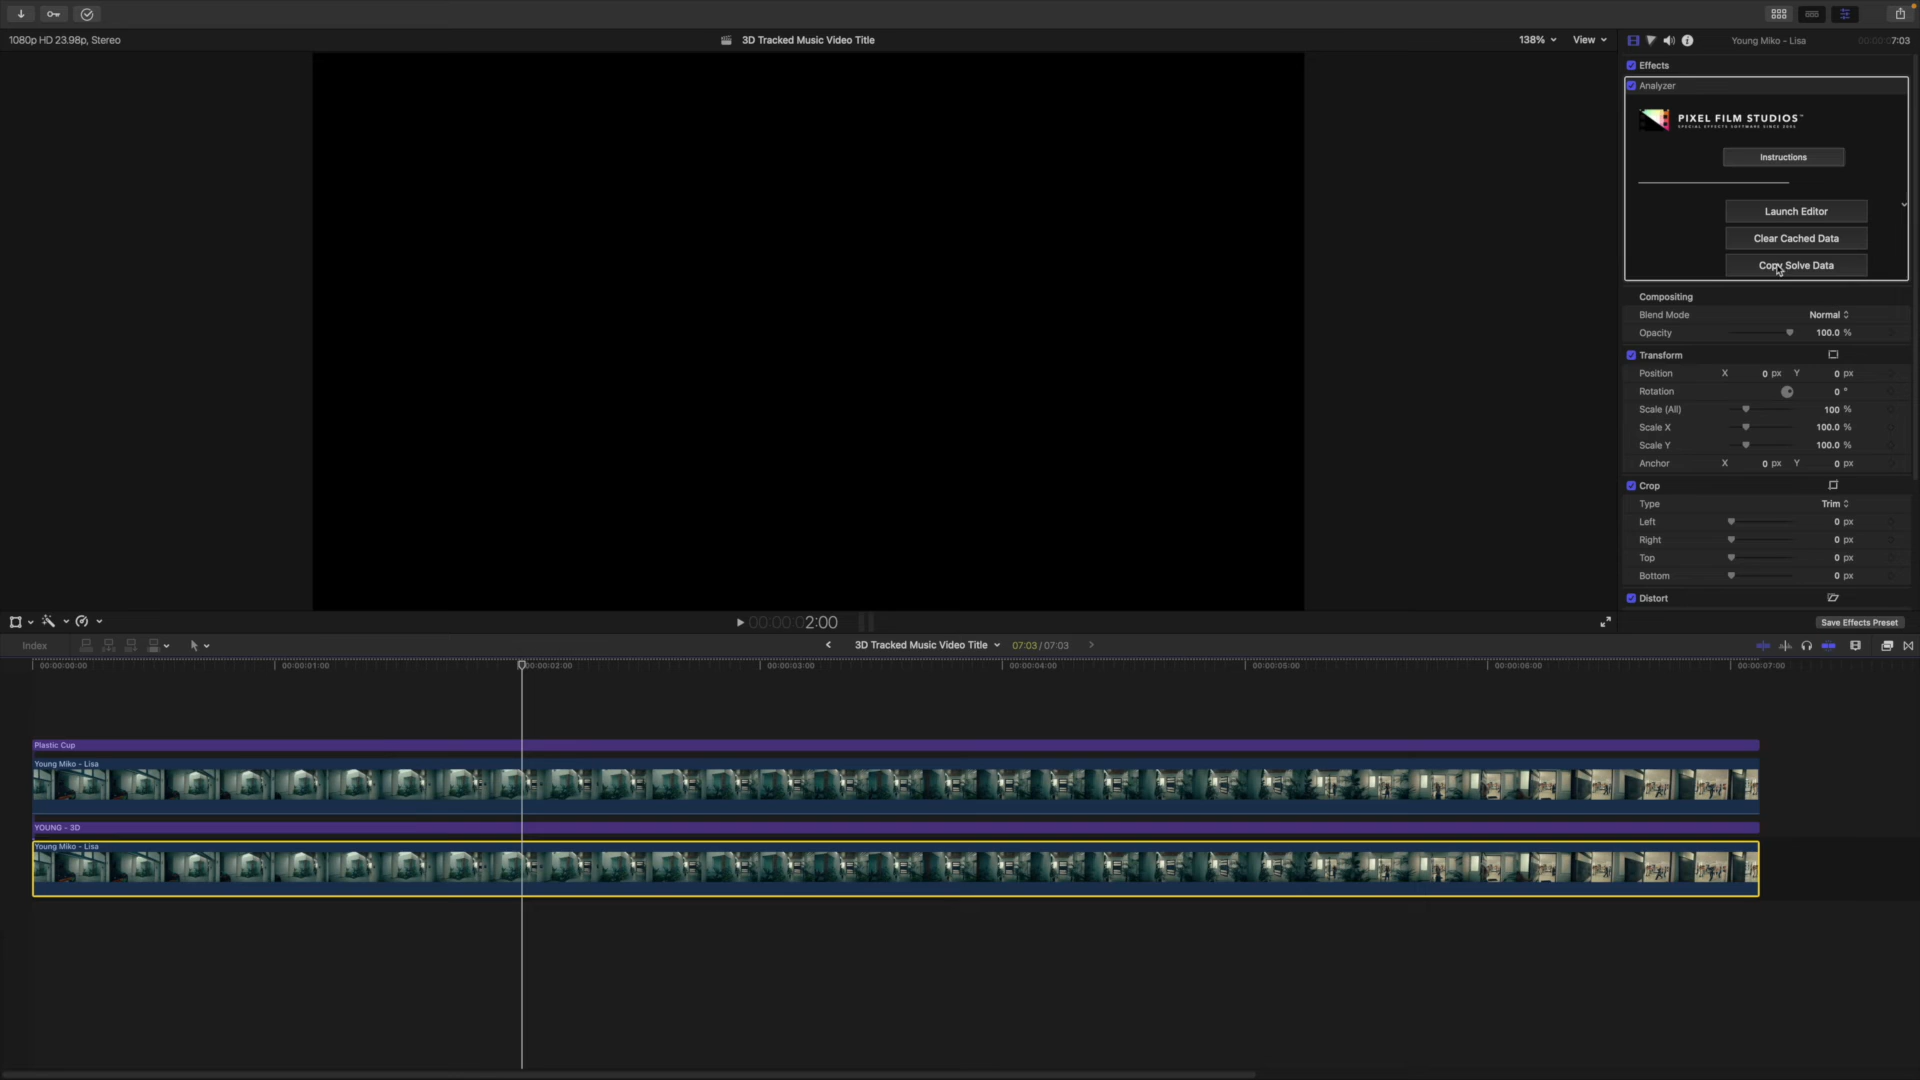 1080p HD 23.98p, Stereo
3D Tracked Music Video Title
138%
View
Young Miko - Lisa
00:00:07:03
Effects
Analyzer
PIXEL FILM STUDIOS™
SPECIAL EFFECTS SOFTWARE SINCE 2003
Instructions
Launch Editor
Clear Cached Data
Copy Solve Data
Compositing
Blend Mode Normal
Opacity 100.0 %
Transform
Position X 0 px Y 0 px
Rotation 0 °
Scale (All) 100 %
Scale X 100.0 %
Scale Y 100.0 %
Anchor X 0 px Y 0 px
Crop
Type Trim
Left 0 px
Right 0 px
Top 0 px
Bottom 0 px
Distort
00:00:02:00
Save Effects Preset
Index
3D Tracked Music Video Title
07:03 / 07:03
00:00:00:00 00:00:01:00 00:00:02:00 00:00:03:00 00:00:04:00 00:00:05:00 00:00:06:00 00:00:07:00
Plastic Cup
Young Miko - Lisa
YOUNG - 3D
Young Miko - Lisa